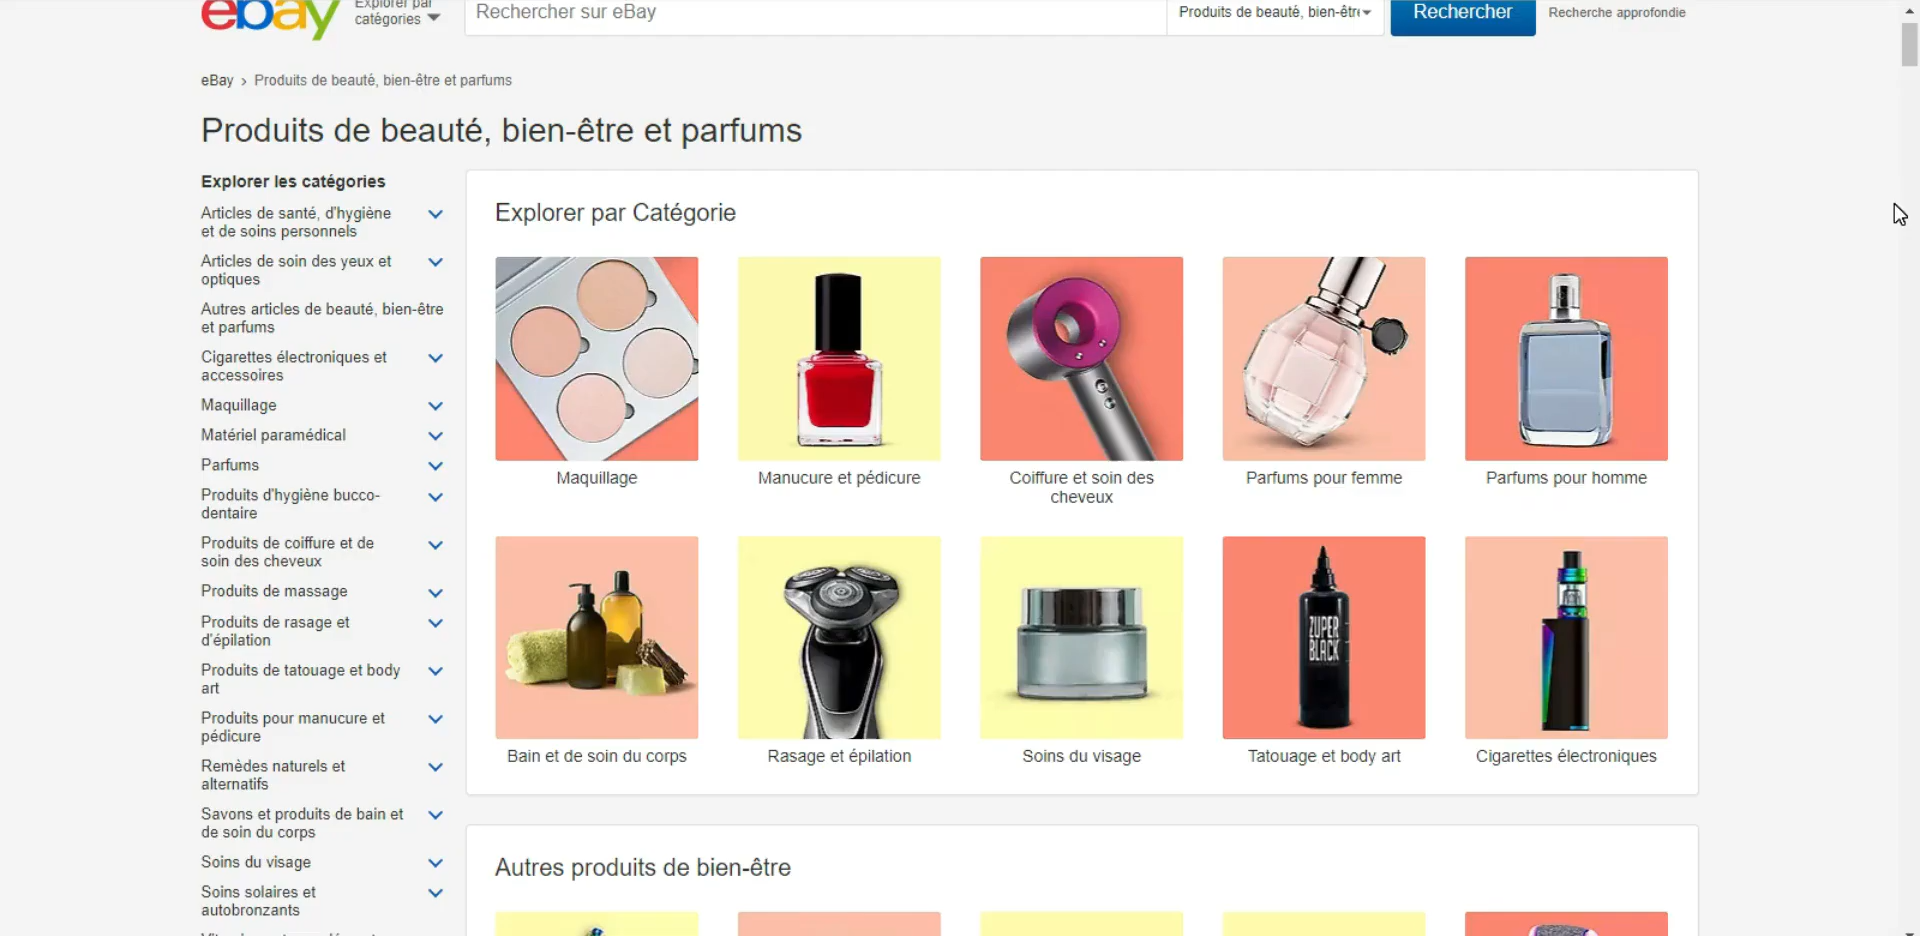 ebay
Explorer par
catégories
Rechercher sur eBay
Produits de beauté, bien-êtr
Rechercher
Recherche approfondie
eBay › Produits de beauté, bien-être et parfums
Produits de beauté, bien-être et parfums
Explorer les catégories
Articles de santé, d'hygiène
et de soins personnels
Articles de soin des yeux et
optiques
Autres articles de beauté, bien-être
et parfums
Cigarettes électroniques et
accessoires
Maquillage
Matériel paramédical
Parfums
Produits d'hygiène bucco-
dentaire
Produits de coiffure et de
soin des cheveux
Produits de massage
Produits de rasage et
d'épilation
Produits de tatouage et body
art
Produits pour manucure et
pédicure
Remèdes naturels et
alternatifs
Savons et produits de bain et
de soin du corps
Soins du visage
Soins solaires et
autobronzants
Explorer par Catégorie
Maquillage
Manucure et pédicure
Coiffure et soin des
cheveux
Parfums pour femme
Parfums pour homme
ZUPER
BLACK
Bain et de soin du corps
Rasage et épilation
Soins du visage
Tatouage et body art
Cigarettes électroniques
Autres produits de bien-être